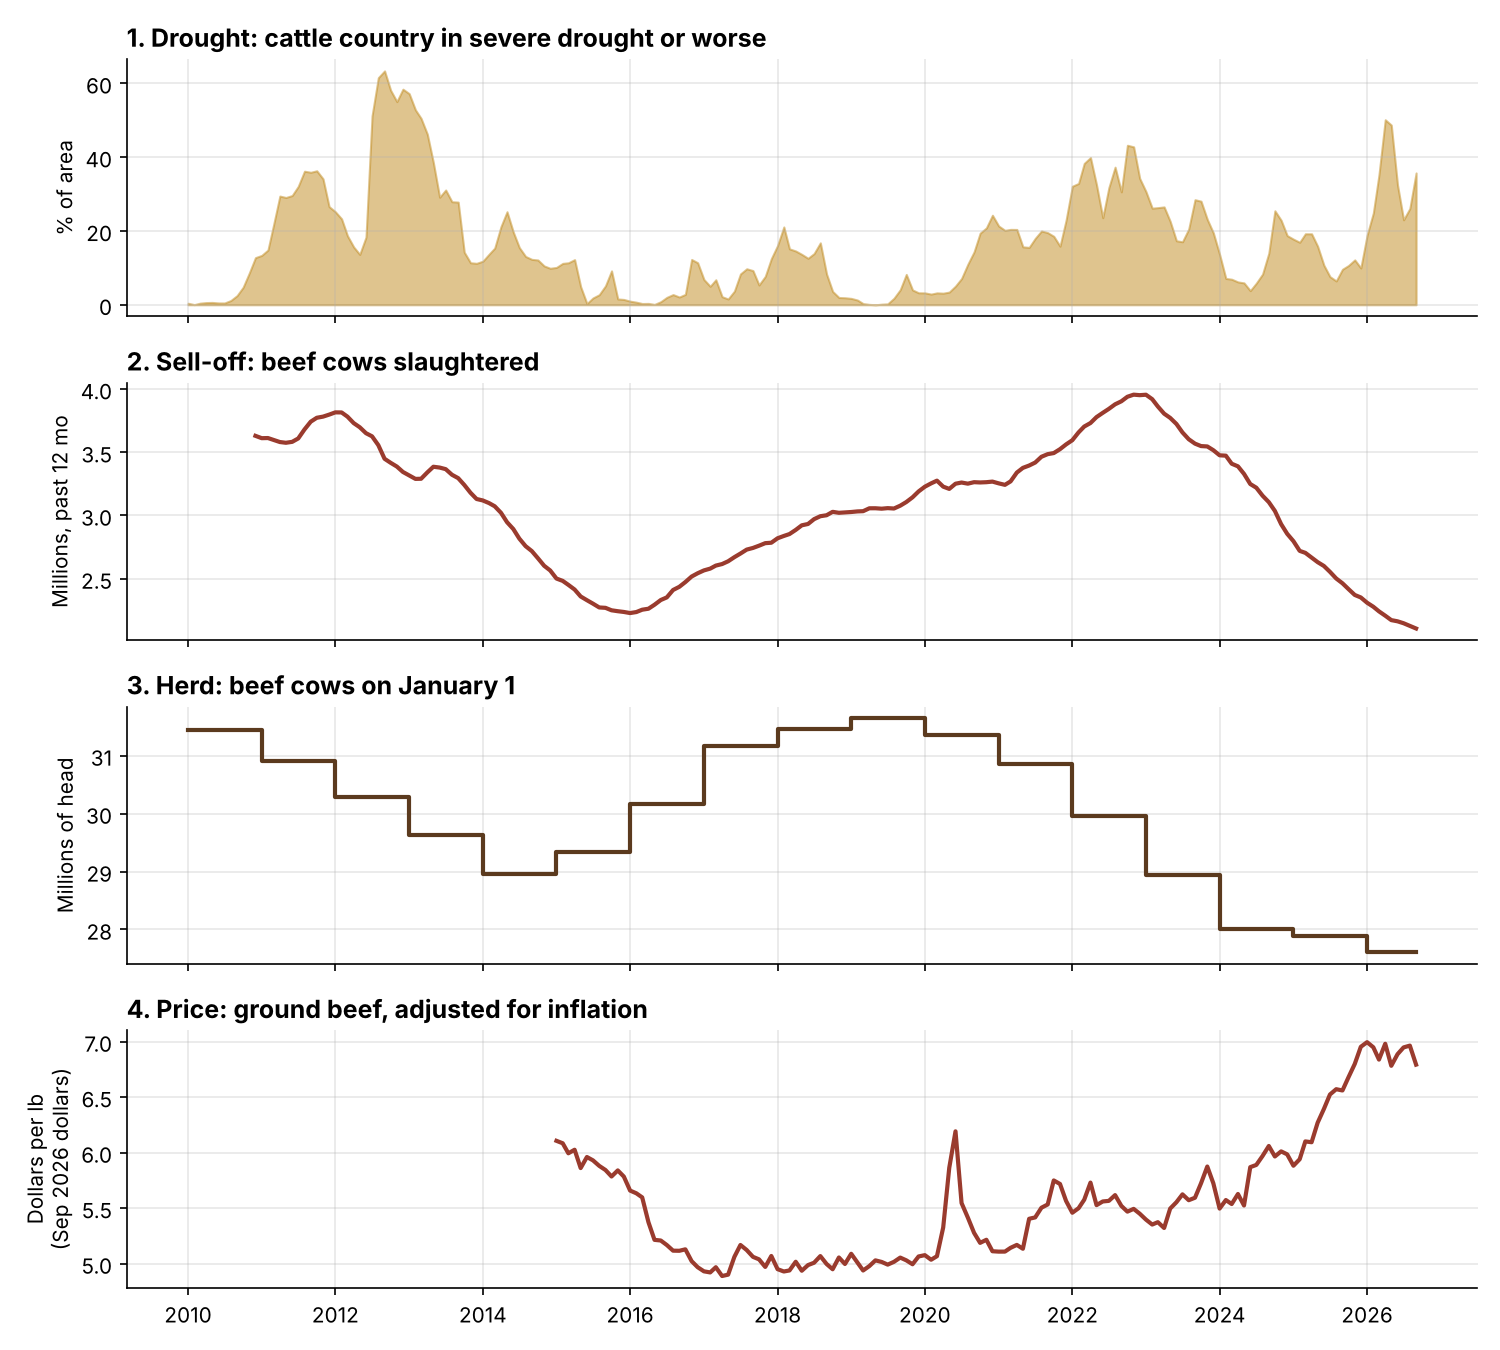 1. Drought: cattle country in severe drought or worse
% of area
60
40
20
0
2. Sell-off: beef cows slaughtered
Millions, past 12 mo
4.0
3.5
3.0
2.5
3. Herd: beef cows on January 1
Millions of head
31
30
29
28
4. Price: ground beef, adjusted for inflation
Dollars per lb
(Sep 2026 dollars)
7.0
6.5
6.0
5.5
5.0
2010 2012 2014 2016 2018 2020 2022 2024 2026